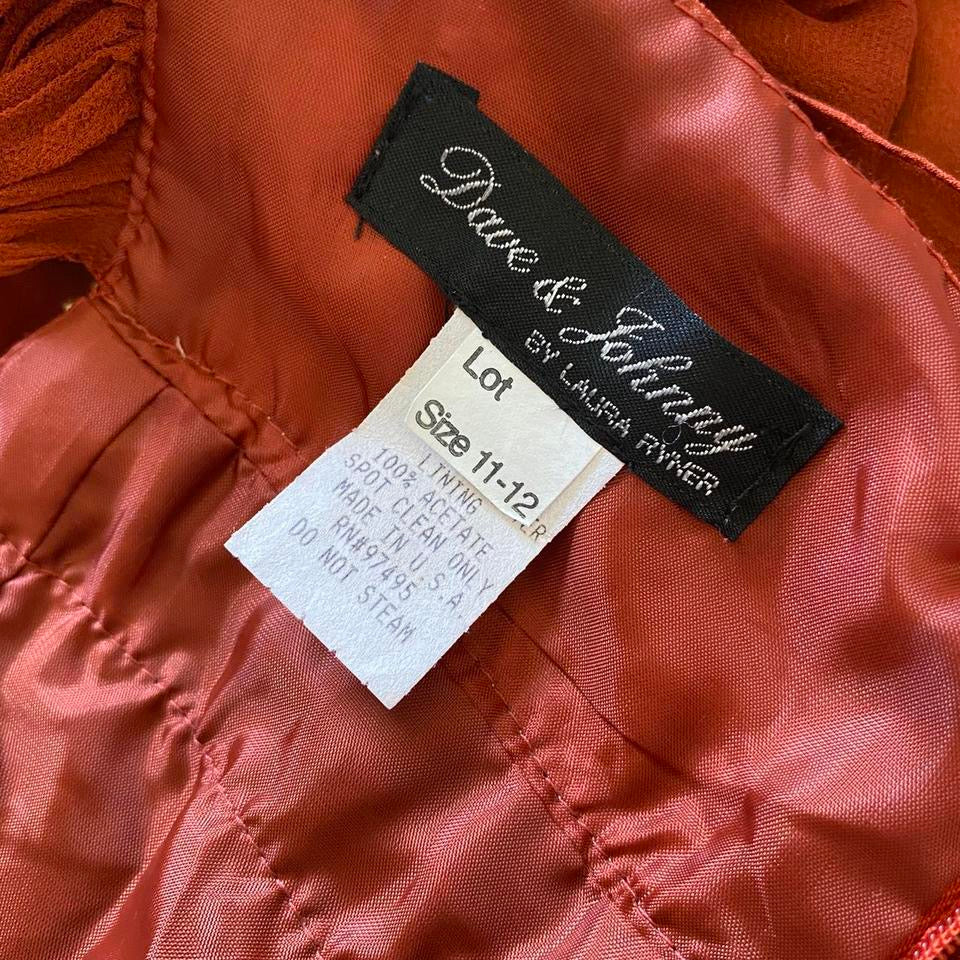 Dave & Johnny
BY LAURA RYNER
Lot
Size 11-12
LINING
100% ACETATE
SPOT CLEAN ONLY
MADE IN U.S.A.
RN#97495
DO NOT
STEAM